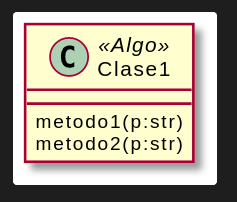 C «Algo»
Clase1
metodo1(p:str)
metodo2(p:str)